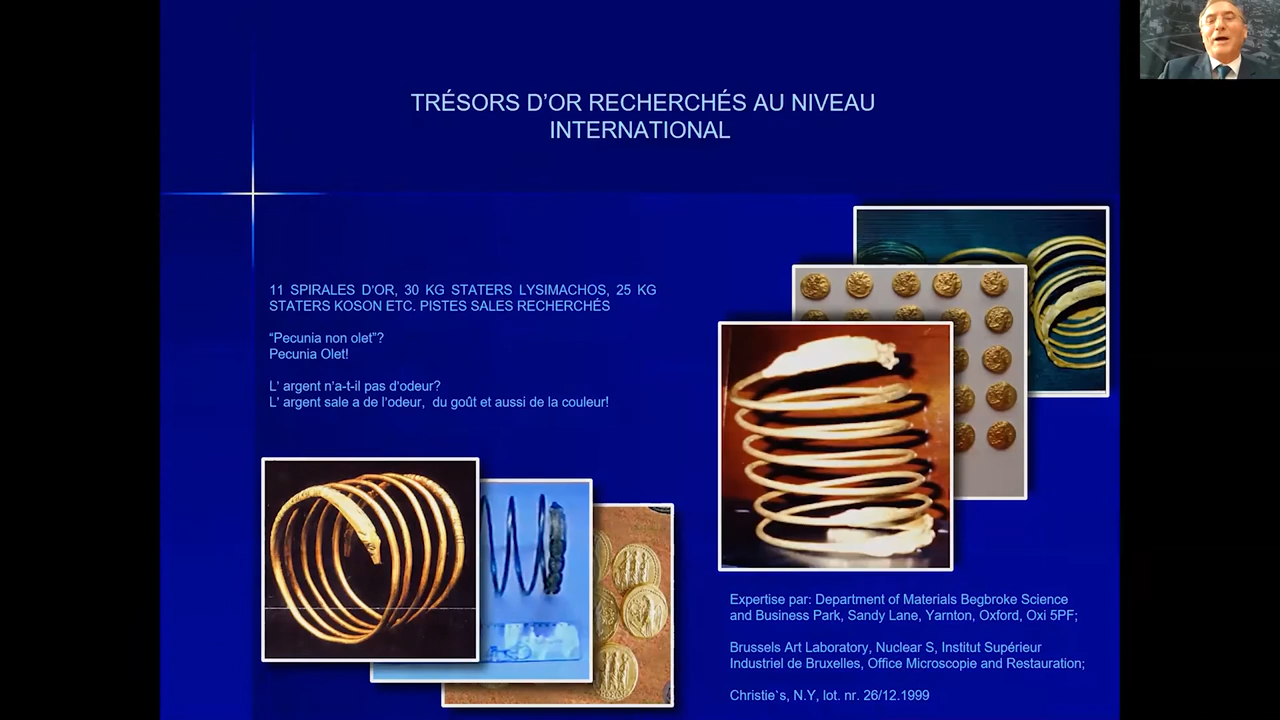 TRÉSORS D'OR RECHERCHÉS AU NIVEAU
INTERNATIONAL
11 SPIRALES D'OR, 30 KG STATERS LYSIMACHOS, 25 KG
STATERS KOSON ETC. PISTES SALES RECHERCHÉS
“Pecunia non olet”?
Pecunia Olet!
L' argent n'a-t-il pas d'odeur?
L' argent sale a de l'odeur, du goût et aussi de la couleur!
Expertise par: Department of Materials Begbroke Science
and Business Park, Sandy Lane, Yarnton, Oxford, Oxi 5PF;
Brussels Art Laboratory, Nuclear S, Institut Supérieur
Industriel de Bruxelles, Office Microscopie and Restauration;
Christie`s, N.Y, lot. nr. 26/12.1999